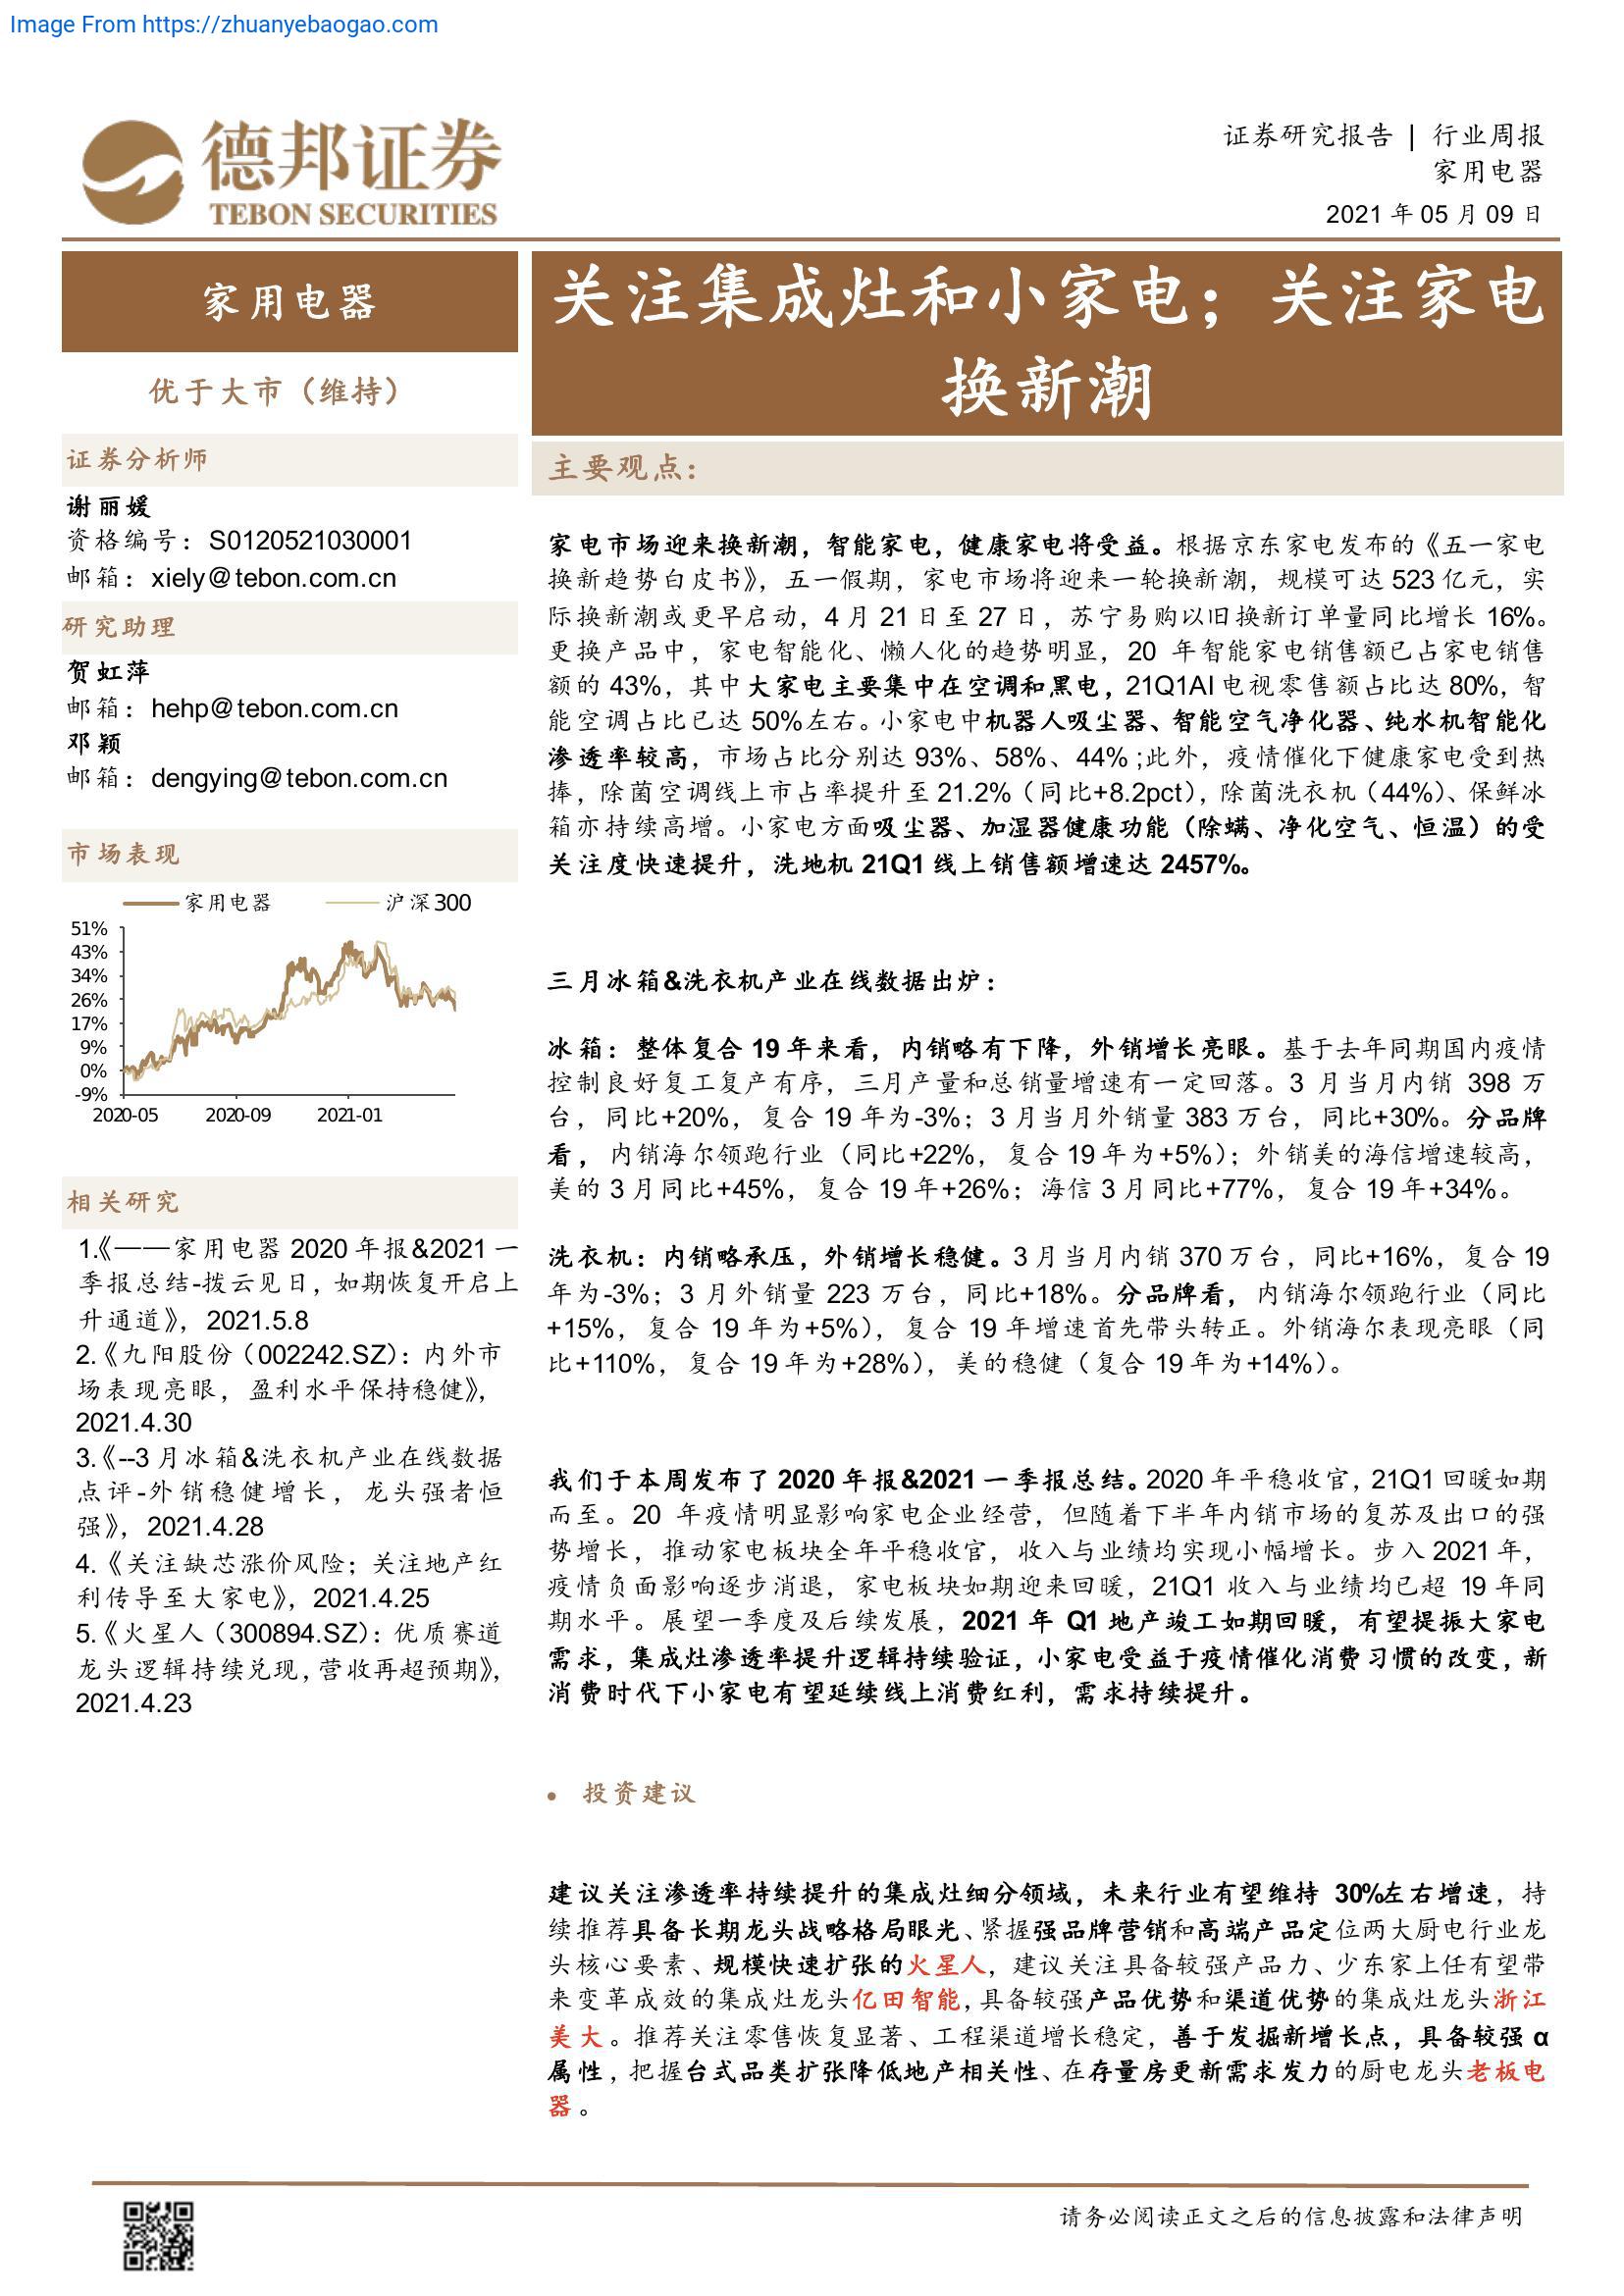 Image From https://zhuanyebaogao.com
德邦证券
TEBON SECURITIES
证券研究报告 | 行业周报
家用电器
2021 年 05 月 09 日
家用电器
优于大市（维持）
证券分析师
谢丽媛
资格编号：S0120521030001
邮箱：xiely@tebon.com.cn
研究助理
贺虹萍
邮箱：hehp@tebon.com.cn
邓颖
邮箱：dengying@tebon.com.cn
市场表现
家用电器 沪深300
51%
43%
34%
26%
17%
9%
0%
-9%
2020-05 2020-09 2021-01
相关研究
1.《——家用电器 2020 年报&2021 一
季报总结-拨云见日，如期恢复开启上
升通道》，2021.5.8
2.《九阳股份（002242.SZ）：内外市
场表现亮眼，盈利水平保持稳健》，
2021.4.30
3.《--3 月冰箱&洗衣机产业在线数据
点评-外销稳健增长，龙头强者恒
强》，2021.4.28
4.《关注缺芯涨价风险；关注地产红
利传导至大家电》，2021.4.25
5.《火星人（300894.SZ）：优质赛道
龙头逻辑持续兑现，营收再超预期》，
2021.4.23
关注集成灶和小家电；关注家电
换新潮
主要观点：
家电市场迎来换新潮，智能家电，健康家电将受益。根据京东家电发布的《五一家电
换新趋势白皮书》，五一假期，家电市场将迎来一轮换新潮，规模可达 523 亿元，实
际换新潮或更早启动，4 月 21 日至 27 日，苏宁易购以旧换新订单量同比增长 16%。
更换产品中，家电智能化、懒人化的趋势明显，20 年智能家电销售额已占家电销售
额的 43%，其中大家电主要集中在空调和黑电，21Q1AI 电视零售额占比达 80%，智
能空调占比已达 50%左右。小家电中机器人吸尘器、智能空气净化器、纯水机智能化
渗透率较高，市场占比分别达 93%、58%、44% ;此外，疫情催化下健康家电受到热
捧，除菌空调线上市占率提升至 21.2%（同比+8.2pct），除菌洗衣机（44%）、保鲜冰
箱亦持续高增。小家电方面吸尘器、加湿器健康功能（除螨、净化空气、恒温）的受
关注度快速提升，洗地机 21Q1 线上销售额增速达 2457%。
三月冰箱&洗衣机产业在线数据出炉：
冰箱：整体复合 19 年来看，内销略有下降，外销增长亮眼。基于去年同期国内疫情
控制良好复工复产有序，三月产量和总销量增速有一定回落。3 月当月内销 398 万
台，同比+20%，复合 19 年为-3%；3 月当月外销量 383 万台，同比+30%。分品牌
看，内销海尔领跑行业（同比+22%，复合 19 年为+5%）；外销美的海信增速较高，
美的 3 月同比+45%，复合 19 年+26%；海信 3 月同比+77%，复合 19 年+34%。
洗衣机：内销略承压，外销增长稳健。3 月当月内销 370 万台，同比+16%，复合 19
年为-3%；3 月外销量 223 万台，同比+18%。分品牌看，内销海尔领跑行业（同比
+15%，复合 19 年为+5%），复合 19 年增速首先带头转正。外销海尔表现亮眼（同
比+110%，复合 19 年为+28%），美的稳健（复合 19 年为+14%）。
我们于本周发布了 2020 年报&2021 一季报总结。2020 年平稳收官，21Q1 回暖如期
而至。20 年疫情明显影响家电企业经营，但随着下半年内销市场的复苏及出口的强
势增长，推动家电板块全年平稳收官，收入与业绩均实现小幅增长。步入 2021 年，
疫情负面影响逐步消退，家电板块如期迎来回暖，21Q1 收入与业绩均已超 19 年同
期水平。展望一季度及后续发展，2021 年 Q1 地产竣工如期回暖，有望提振大家电
需求，集成灶渗透率提升逻辑持续验证，小家电受益于疫情催化消费习惯的改变，新
消费时代下小家电有望延续线上消费红利，需求持续提升。
• 投资建议
建议关注渗透率持续提升的集成灶细分领域，未来行业有望维持 30%左右增速，持
续推荐具备长期龙头战略格局眼光、紧握强品牌营销和高端产品定位两大厨电行业龙
头核心要素、规模快速扩张的火星人，建议关注具备较强产品力、少东家上任有望带
来变革成效的集成灶龙头亿田智能，具备较强产品优势和渠道优势的集成灶龙头浙江
美大。推荐关注零售恢复显著、工程渠道增长稳定，善于发掘新增长点，具备较强 α
属性，把握台式品类扩张降低地产相关性、在存量房更新需求发力的厨电龙头老板电
器。
请务必阅读正文之后的信息披露和法律声明